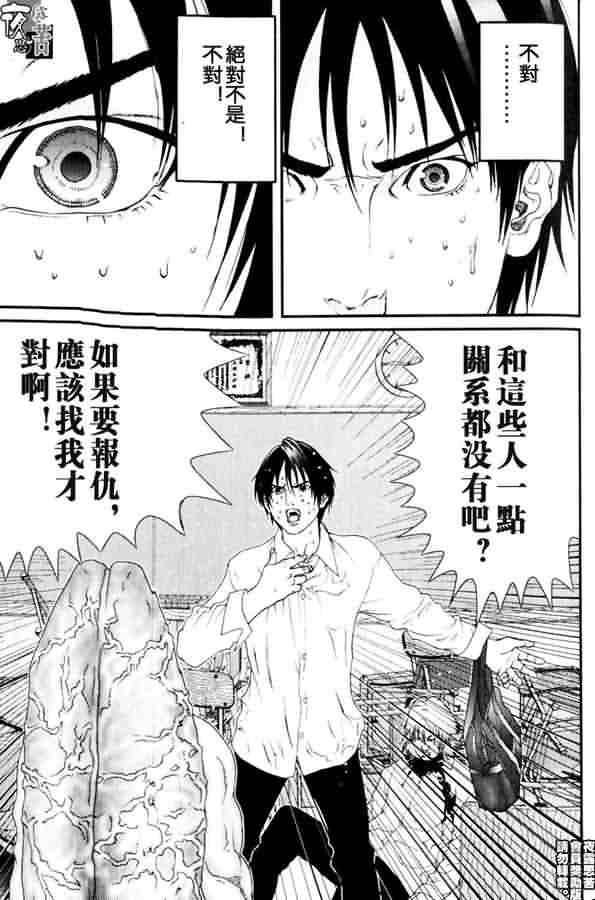 不對
…………
絕對不是！
不對！
和這些人一點
關系都没有吧？
如果要報仇，
應該找我才
對啊！